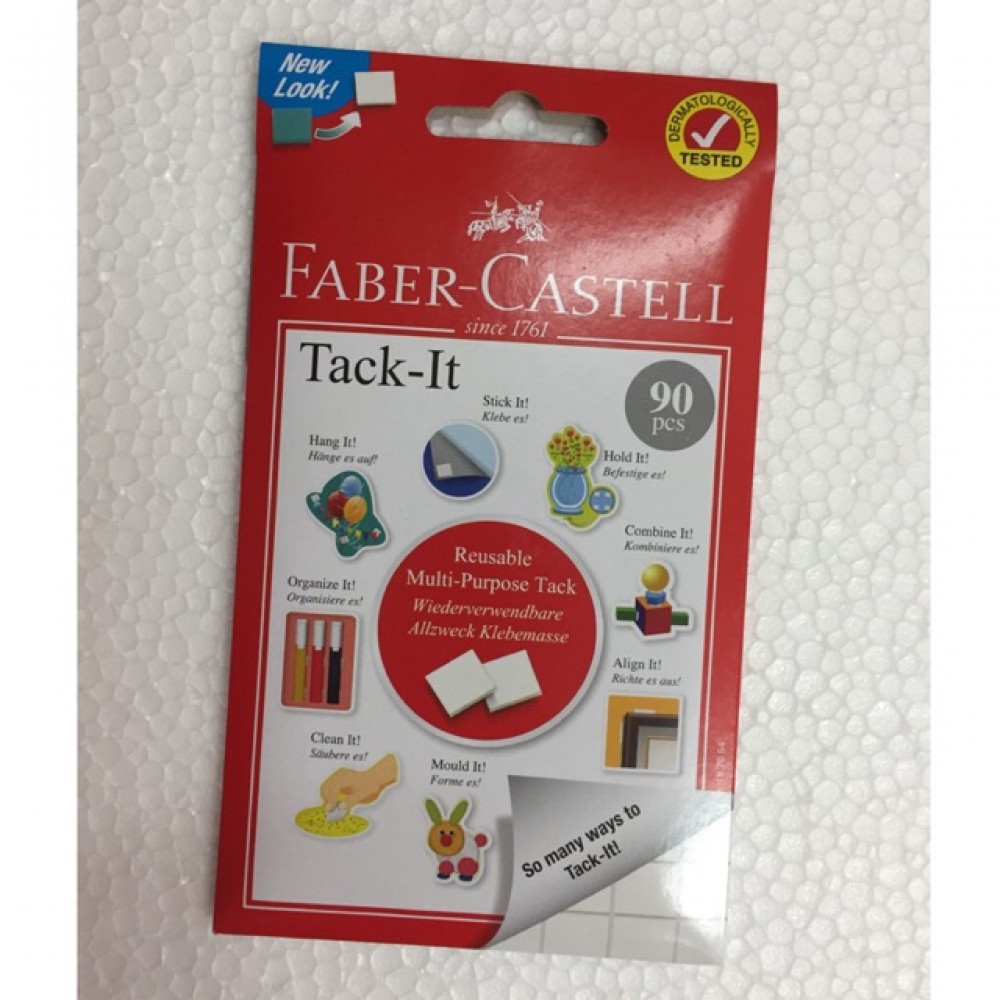 New
Look!
DERMATOLOGICALLY
TESTED
FABER-CASTELL
since 1761
Tack-It
90
pcs
Stick It!
Klebe es!
Hang It!
Hänge es auf!
Hold It!
Befestige es!
Combine It!
Kombiniere es!
Reusable
Multi-Purpose Tack
Wiederverwendbare
Allzweck Klebemasse
Organize It!
Organisiere es!
Align It!
Richte es aus!
Clean It!
Säubere es!
Mould It!
Forme es!
So many ways to
Tack-It!